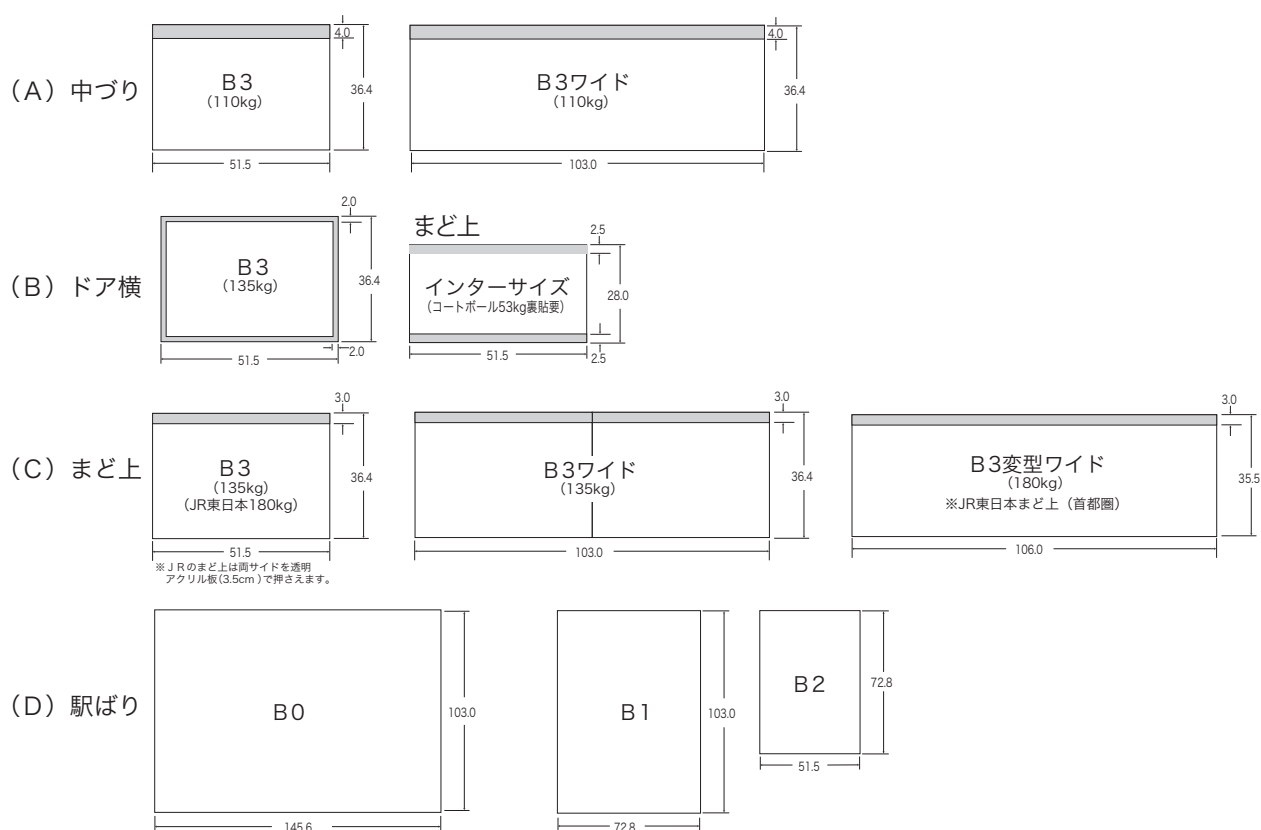 （A）中づり
B3
（110kg）
4.0
36.4
51.5
B3ワイド
（110kg）
4.0
36.4
103.0
（B）ドア横
B3
（135kg）
2.0
36.4
51.5
2.0
まど上
インターサイズ
（コートボール53kg裏貼要）
2.5
28.0
51.5
2.5
（C）まど上
B3
（135kg）
（JR東日本180kg）
3.0
36.4
51.5
※ＪＲのまど上は両サイドを透明
アクリル板（3.5cm）で押さえます。
B3ワイド
（135kg）
3.0
36.4
103.0
B3変型ワイド
（180kg）
※JR東日本まど上（首都圏）
3.0
35.5
106.0
（D）駅ばり
B0
103.0
145.6
B1
103.0
72.8
B2
72.8
51.5